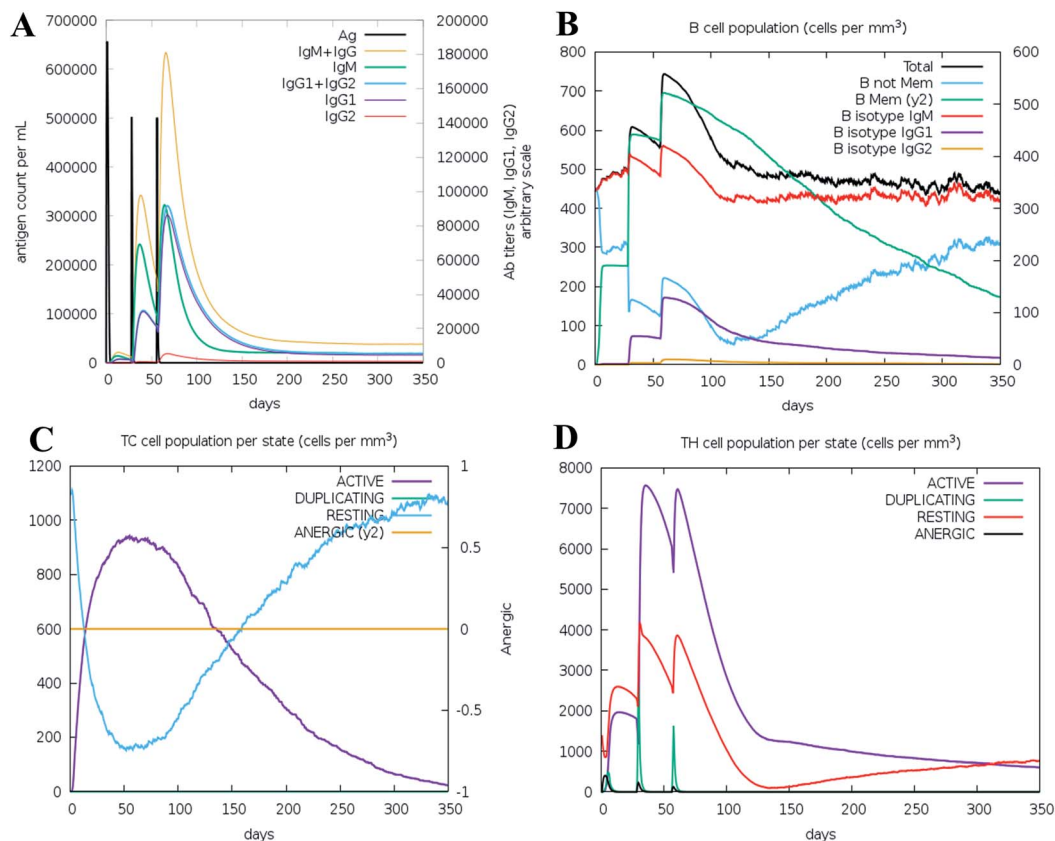 A
700000
600000
500000
400000
300000
200000
100000
0
antigen count per mL
Ag
IgM+IgG
IgM
IgG1+IgG2
IgG1
IgG2
200000
180000
160000
140000
120000
100000
80000
60000
40000
20000
0
Ab titers (IgM, IgG1, IgG2)
arbitrary scale
0 50 100 150 200 250 300 350
days
B
B cell population (cells per mm³)
800
700
600
500
400
300
200
100
0
Total
B not Mem
B Mem (y2)
B isotype IgM
B isotype IgG1
B isotype IgG2
600
500
400
300
200
100
0
0 50 100 150 200 250 300 350
days
C
TC cell population per state (cells per mm³)
1200
1000
800
600
400
200
0
ACTIVE
DUPLICATING
RESTING
ANERGIC (y2)
1
0.5
0
-0.5
-1
Anergic
0 50 100 150 200 250 300 350
days
D
TH cell population per state (cells per mm³)
8000
7000
6000
5000
4000
3000
2000
1000
0
ACTIVE
DUPLICATING
RESTING
ANERGIC
0 50 100 150 200 250 300 350
days